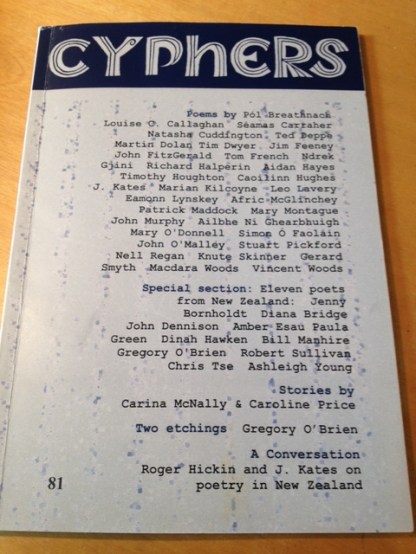 CYPHERS
Poems by Pól Breathnach
Louise C. Callaghan Séamas Carraher
Natasha Cuddington Ted Deppe
Martin Dolan Tim Dwyer Jim Feeney
John FitzGerald Tom French Ndrek
Gjini Richard Halperin Aidan Hayes
Timothy Houghton Caoilinn Hughes
J. Kates Marian Kilcoyne Leo Lavery
Eamonn Lynskey Afric McGlinchey
Patrick Maddock Mary Montague
John Murphy Ailbhe Ní Ghearbhuigh
Mary O'Donnell Simon Ó Faoláin
John O'Malley Stuart Pickford
Nell Regan Knute Skinner Gerard
Smyth Macdara Woods Vincent Woods
Special section: Eleven poets
from New Zealand: Jenny
Bornholdt Diana Bridge
John Dennison Amber Esau Paula
Green Dinah Hawken Bill Manhire
Gregory O'Brien Robert Sullivan
Chris Tse Ashleigh Young
Stories by
Carina McNally & Caroline Price
Two etchings Gregory O'Brien
A Conversation
Roger Hickin and J. Kates on
poetry in New Zealand
81